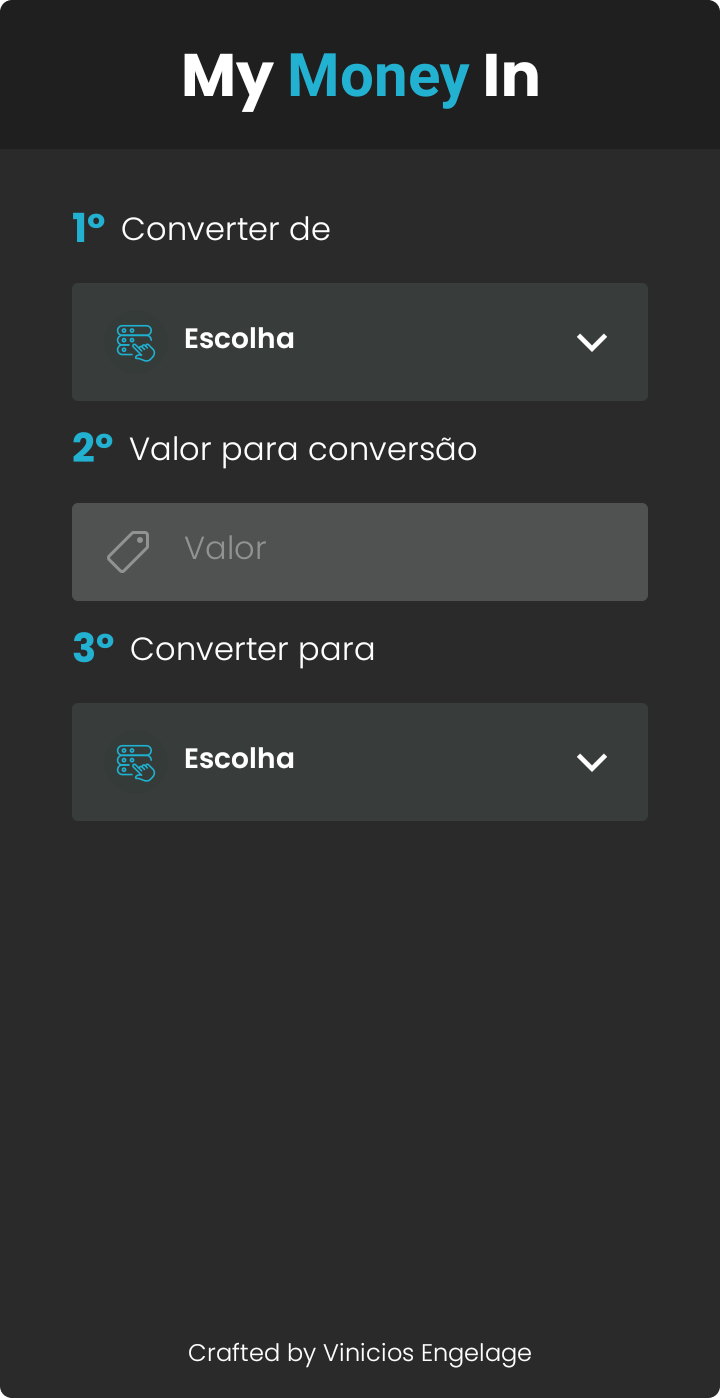 My Money In
1º Converter de
Escolha
2º Valor para conversão
Valor
3º Converter para
Escolha
Crafted by Vinicios Engelage